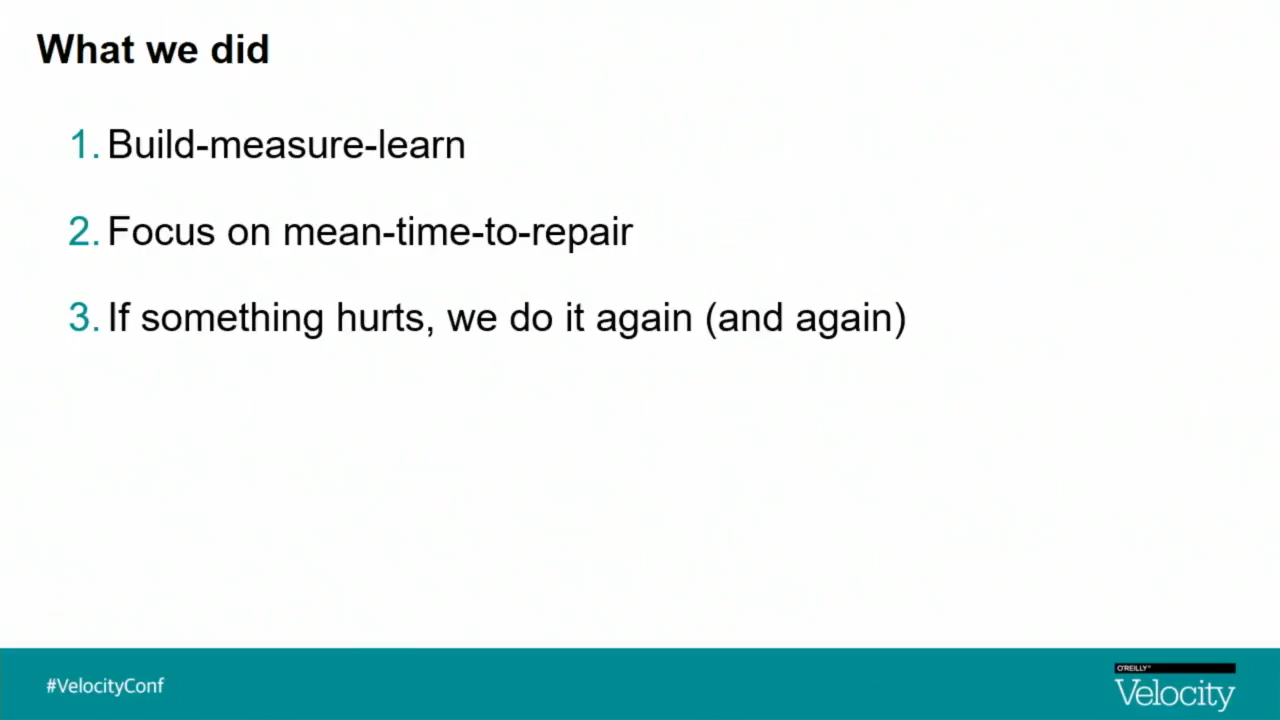 What we did
1. Build-measure-learn
2. Focus on mean-time-to-repair
3. If something hurts, we do it again (and again)
#VelocityConf
O'REILLY™
Velocity